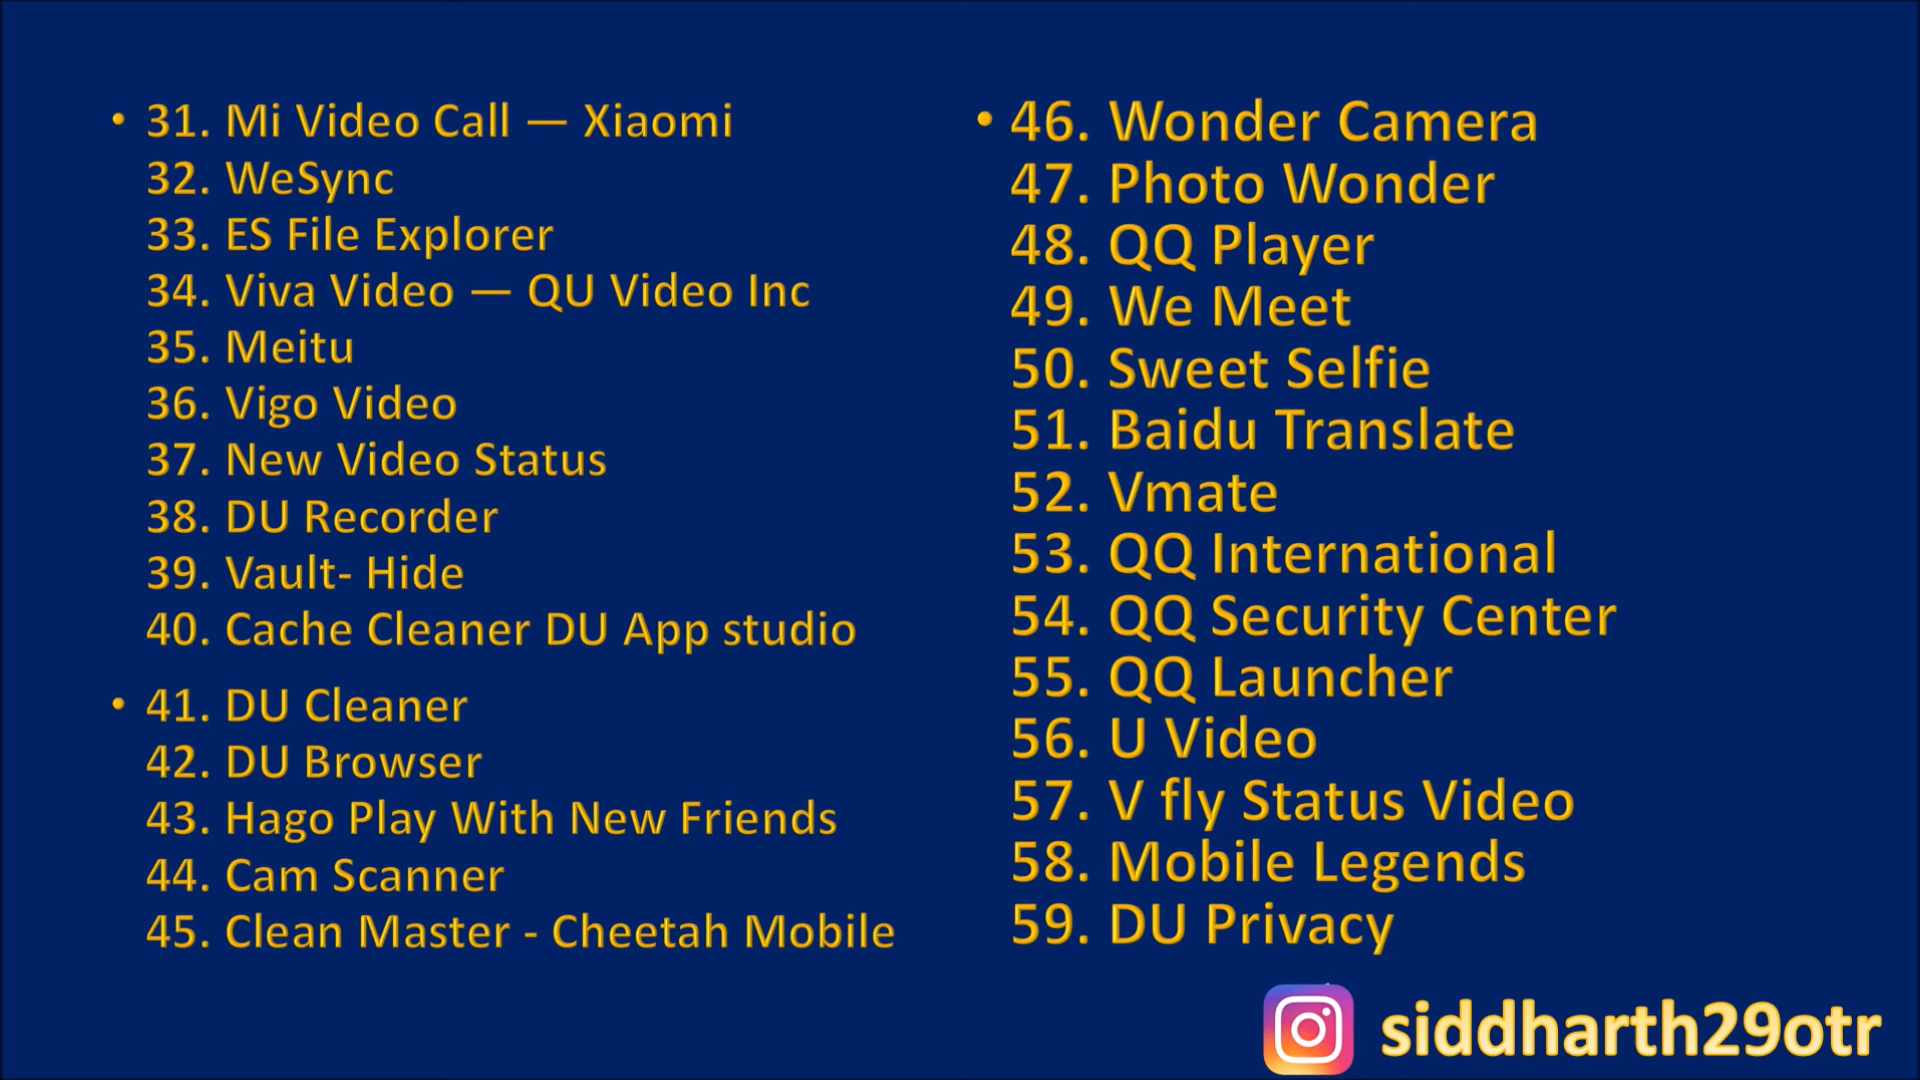 • 31. Mi Video Call — Xiaomi
32. WeSync
33. ES File Explorer
34. Viva Video — QU Video Inc
35. Meitu
36. Vigo Video
37. New Video Status
38. DU Recorder
39. Vault- Hide
40. Cache Cleaner DU App studio
• 41. DU Cleaner
42. DU Browser
43. Hago Play With New Friends
44. Cam Scanner
45. Clean Master - Cheetah Mobile
• 46. Wonder Camera
47. Photo Wonder
48. QQ Player
49. We Meet
50. Sweet Selfie
51. Baidu Translate
52. Vmate
53. QQ International
54. QQ Security Center
55. QQ Launcher
56. U Video
57. V fly Status Video
58. Mobile Legends
59. DU Privacy
siddharth29otr